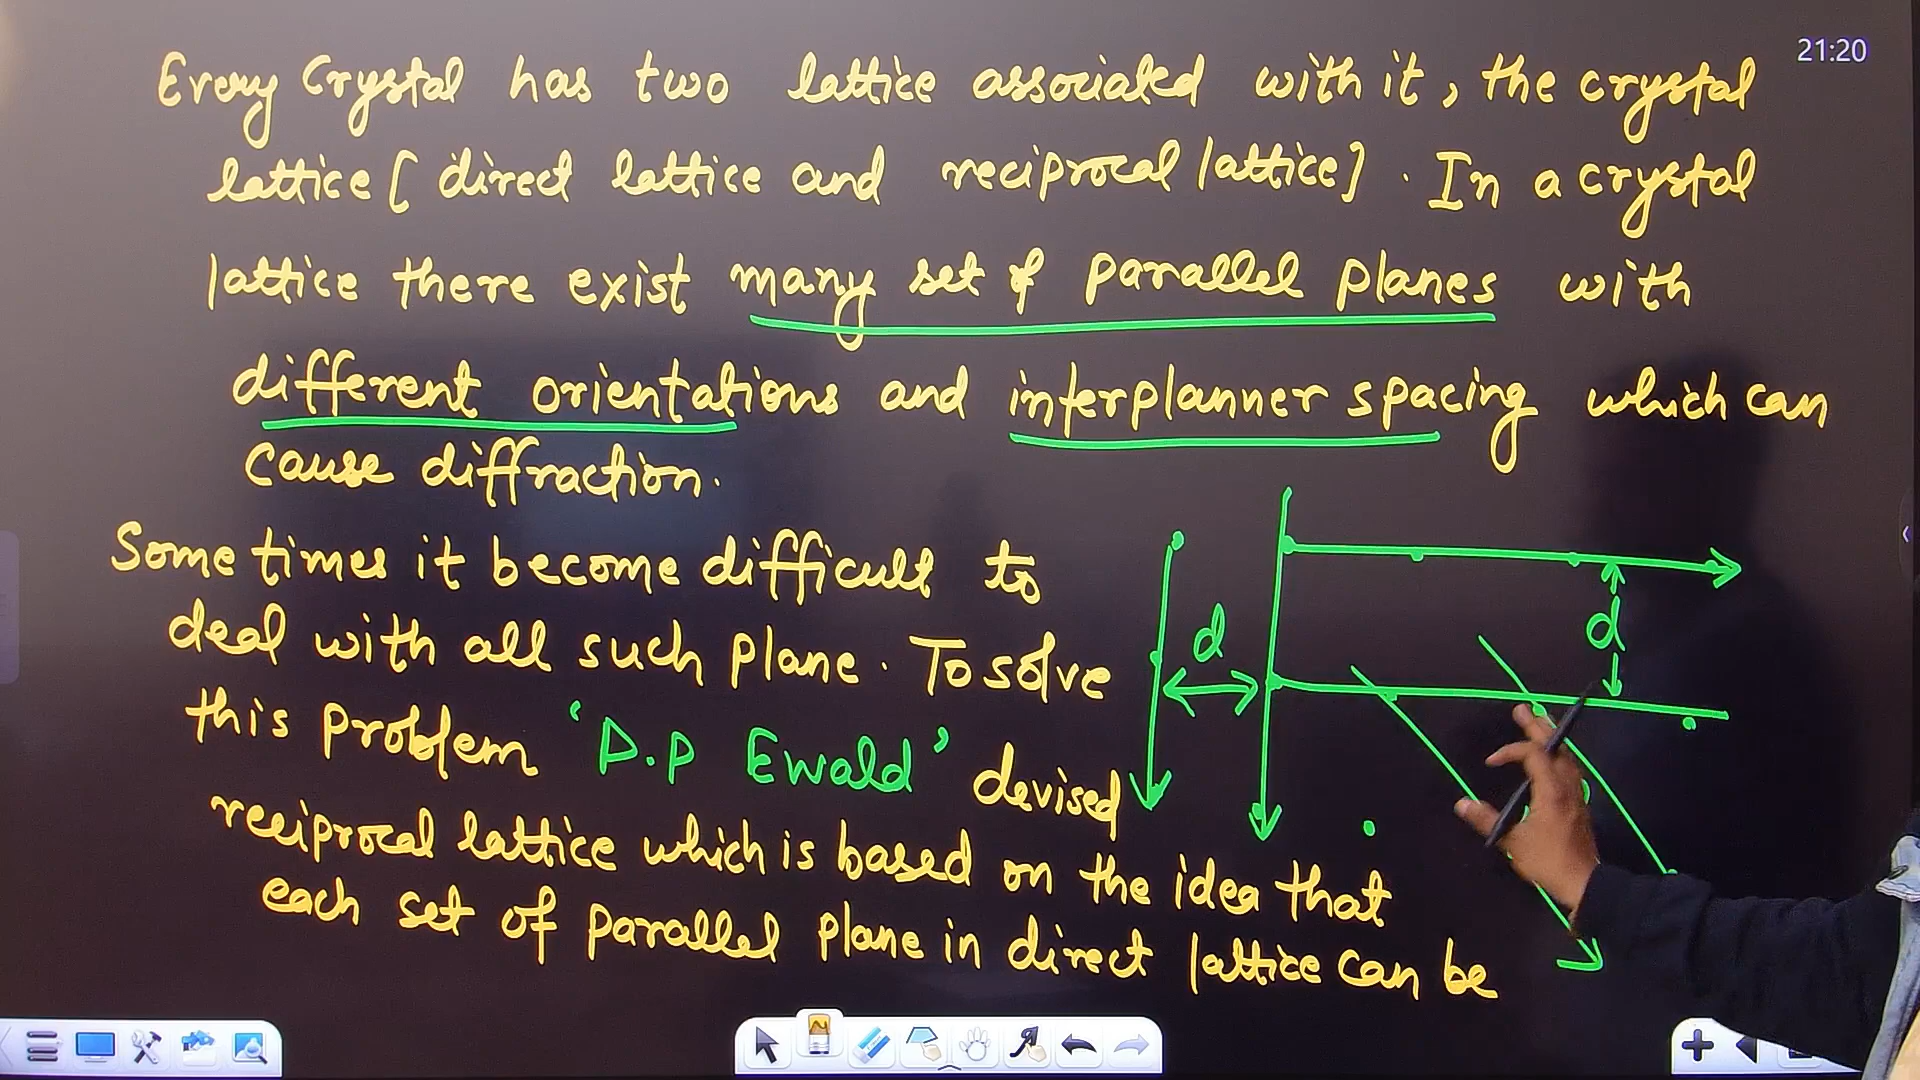 21:20
Every Crystal has two lattice associated with it, the crystal
lattice [ direct lattice and reciprocal lattice]. In a crystal
lattice there exist many set of parallel planes with
different orientations and interplanner spacing which can
cause diffraction.
Some times it become difficult to
deal with all such plane. To solve
this problem 'P.P Ewald' devised
reciprocal lattice which is based on the idea that
each set of parallel plane in direct lattice can be
d
d